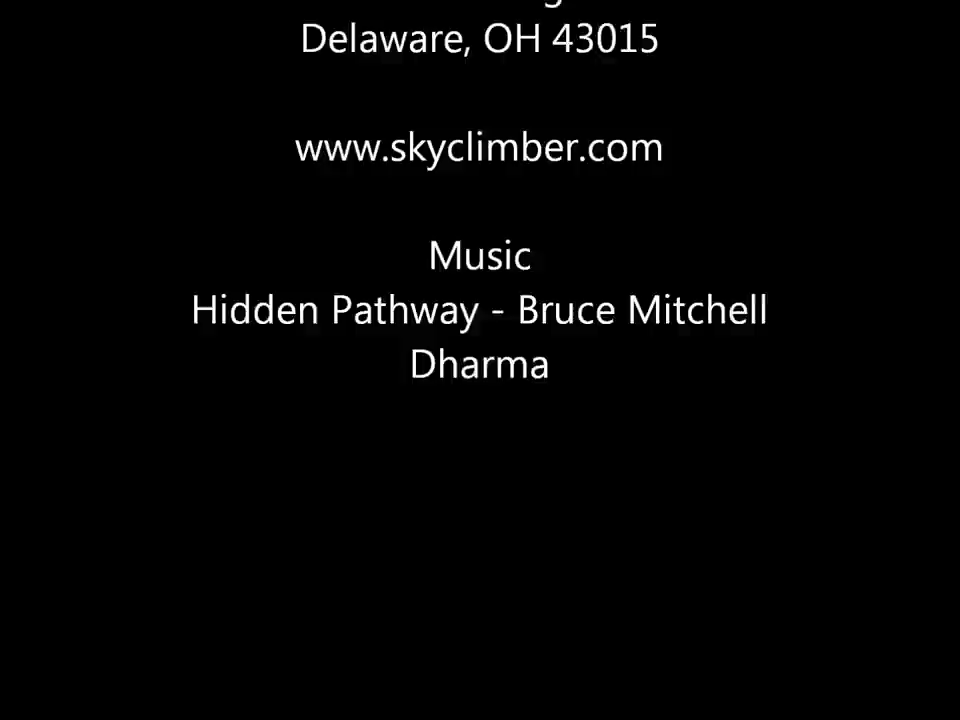 Delaware, OH 43015
www.skyclimber.com
Music
Hidden Pathway - Bruce Mitchell
Dharma